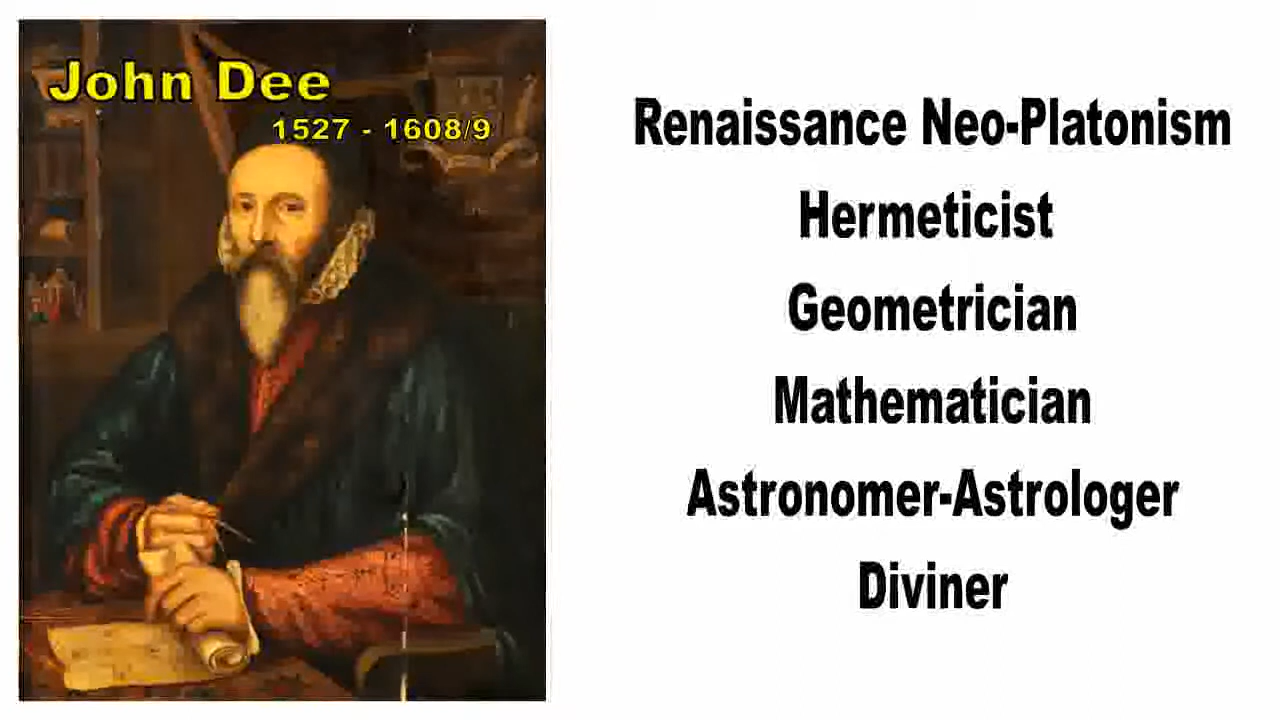 John Dee
1527 - 1608/9
Renaissance Neo-Platonism
Hermeticist
Geometrician
Mathematician
Astronomer-Astrologer
Diviner